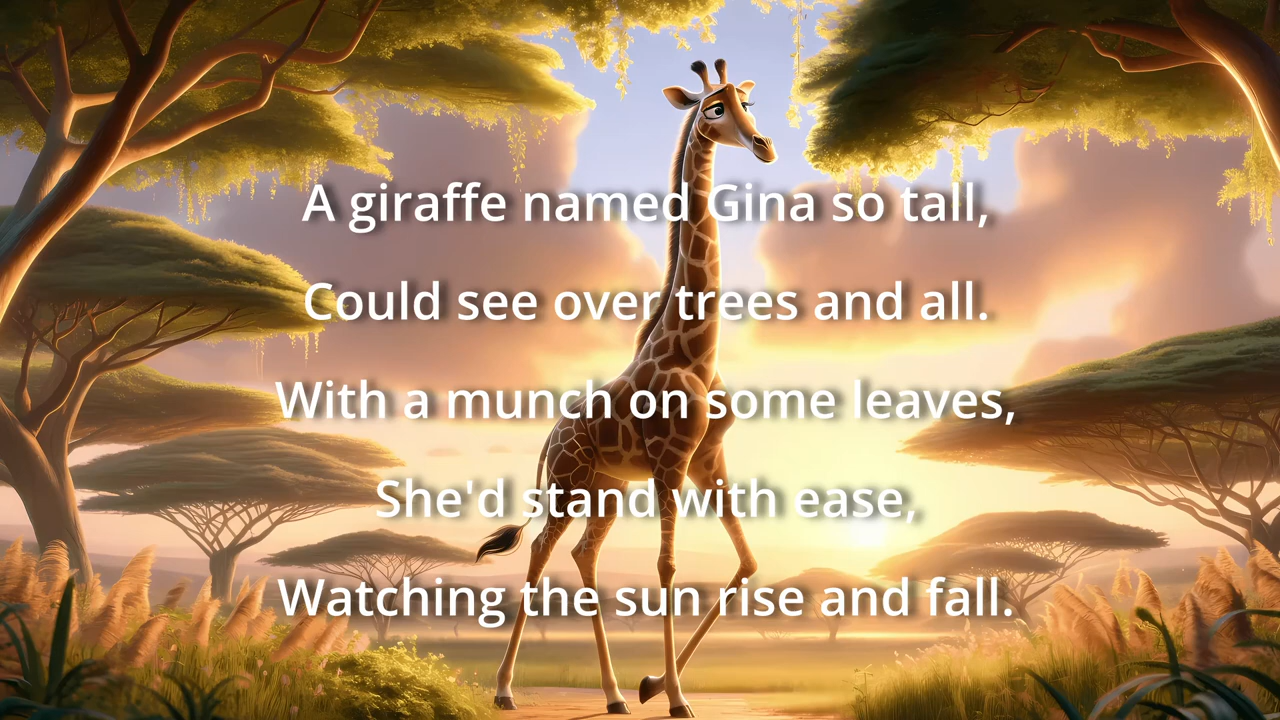 A giraffe named Gina so tall,
Could see over trees and all.
With a munch on some leaves,
She'd stand with ease,
Watching the sun rise and fall.